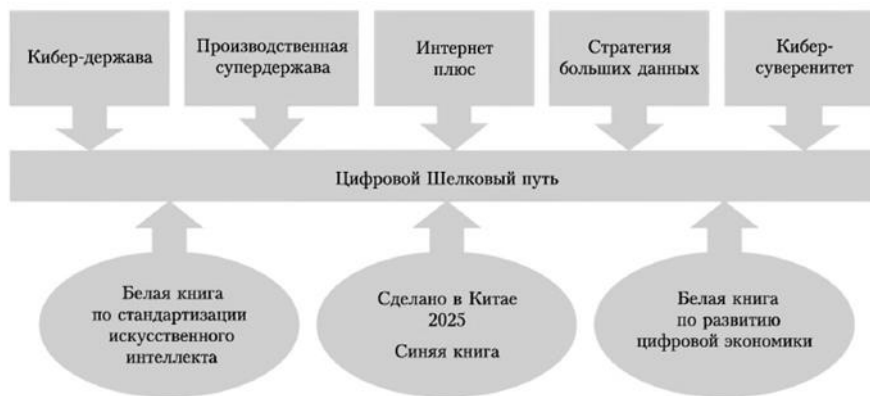 Кибер-держава
Производственная
супердержава
Интернет
плюс
Стратегия
больших данных
Кибер-
суверенитет
Цифровой Шелковый путь
Белая книга
по стандартизации
искусственного
интеллекта
Сделано в Китае
2025
Синяя книга
Белая книга
по развитию
цифровой экономики